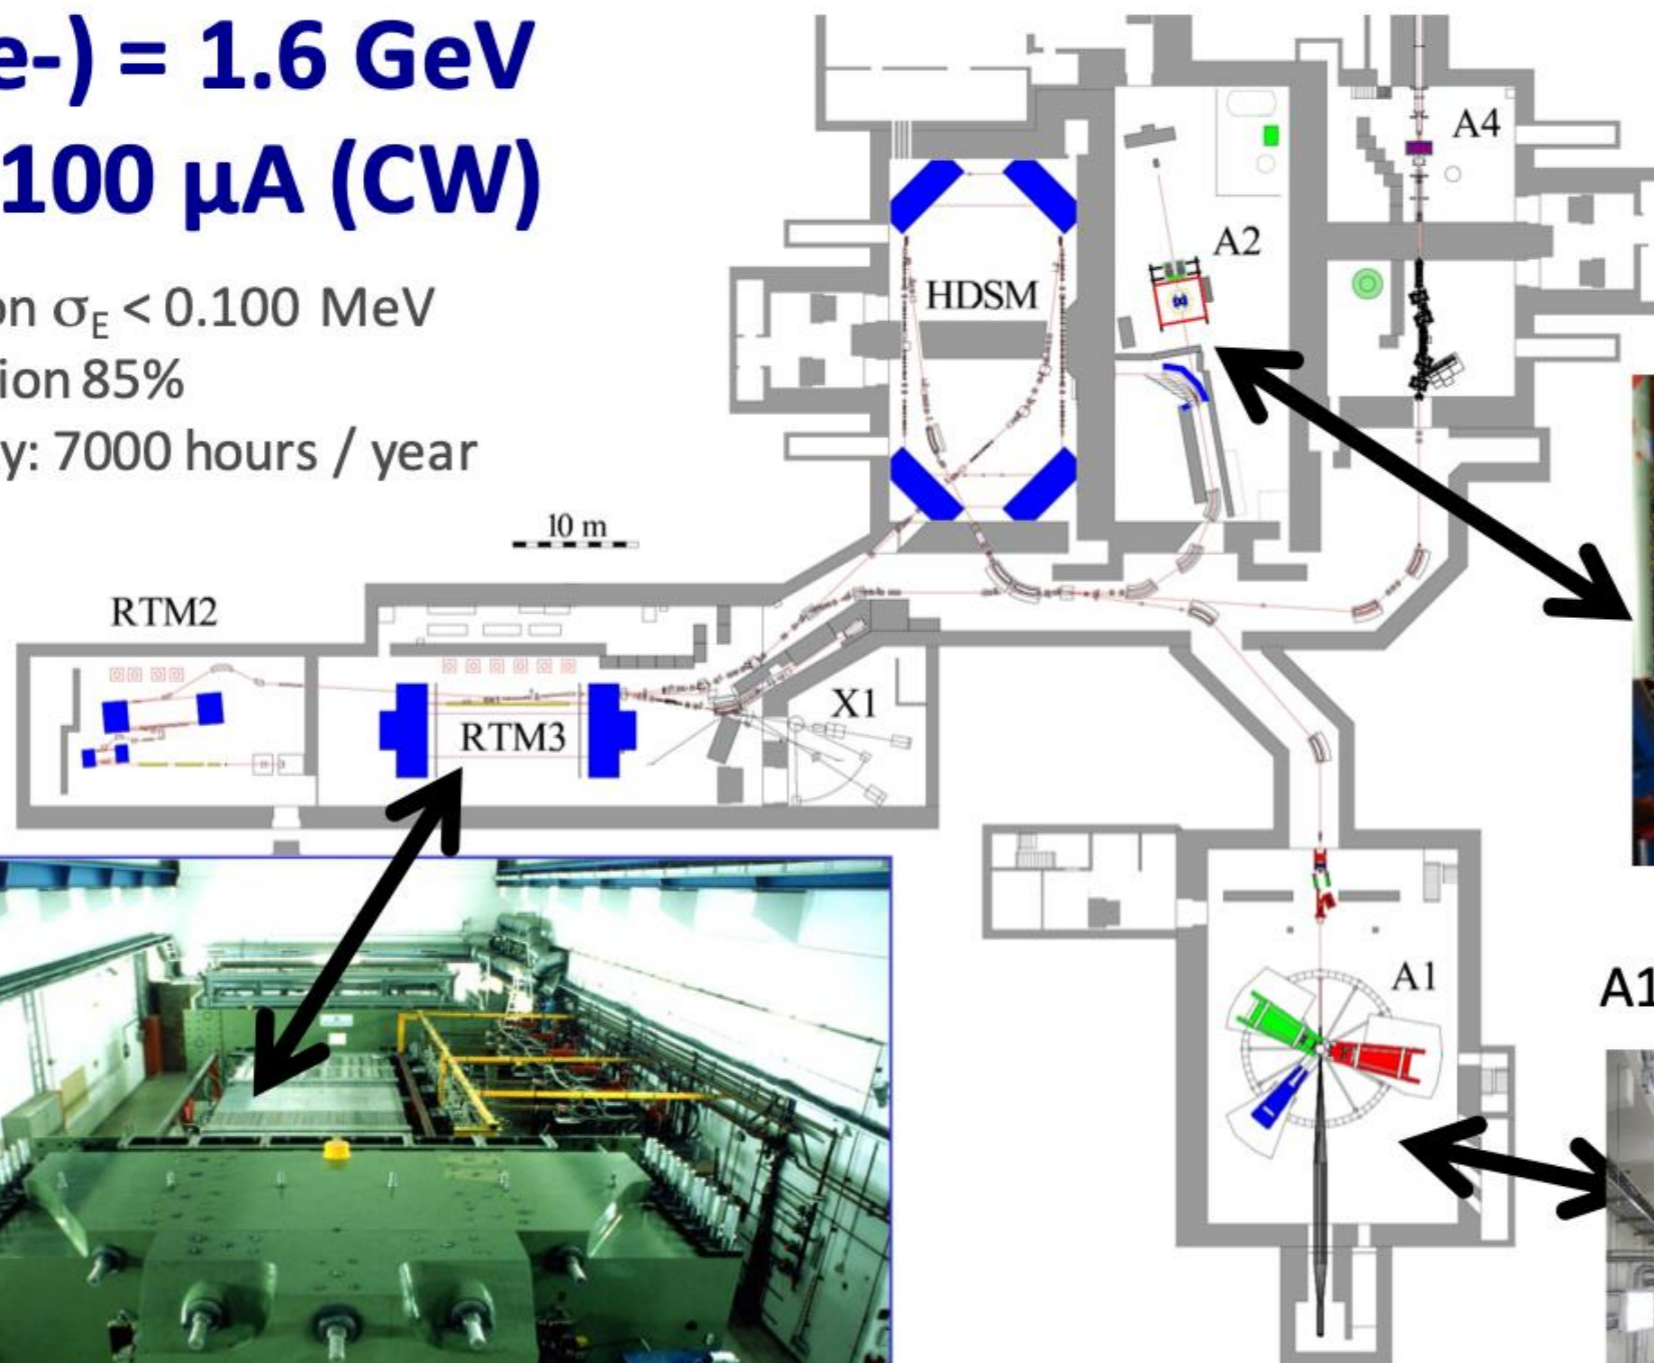 e-) = 1.6 GeV
100 μA (CW)
on σE < 0.100 MeV
ion 85%
y: 7000 hours / year
A4
A2
HDSM
10 m
RTM2
X1
RTM3
A1
A1